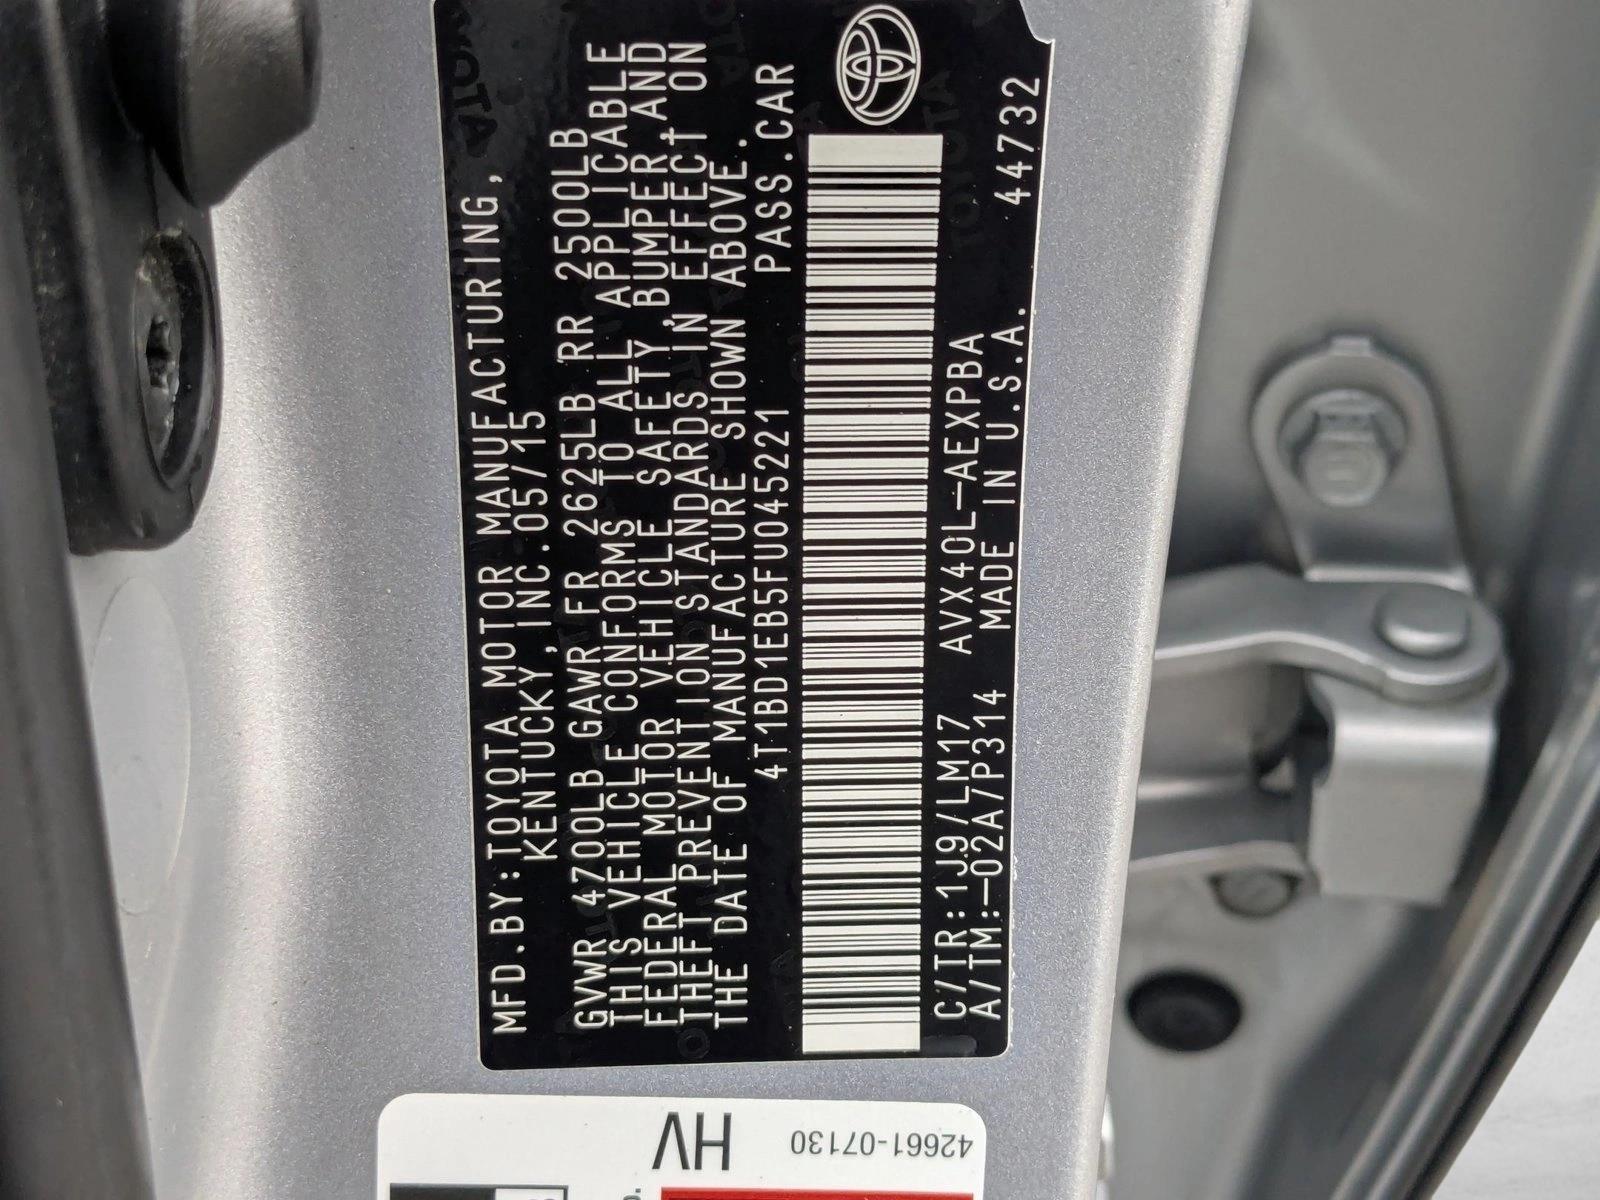 MFD.BY:TOYOTA MOTOR MANUFACTURING,
KENTUCKY, INC. 05/15
GVWR 4700LB GAWR FR 2625LB RR 2500LB
THIS VEHICLE CONFORMS TO ALL APPLICABLE
FEDERAL MOTOR VEHICLE SAFETY, BUMPER, AND
THEFT PREVENTION STANDARDS IN EFFECT ON
THE DATE OF MANUFACTURE SHOWN ABOVE.
4T1BD1EB5FU045221 PASS.CAR
C/TR:1J9/LM17 AVX40L-AEXPBA
A/TM:-02A/P314 MADE IN U.S.A. 44732
HV
42661-07130